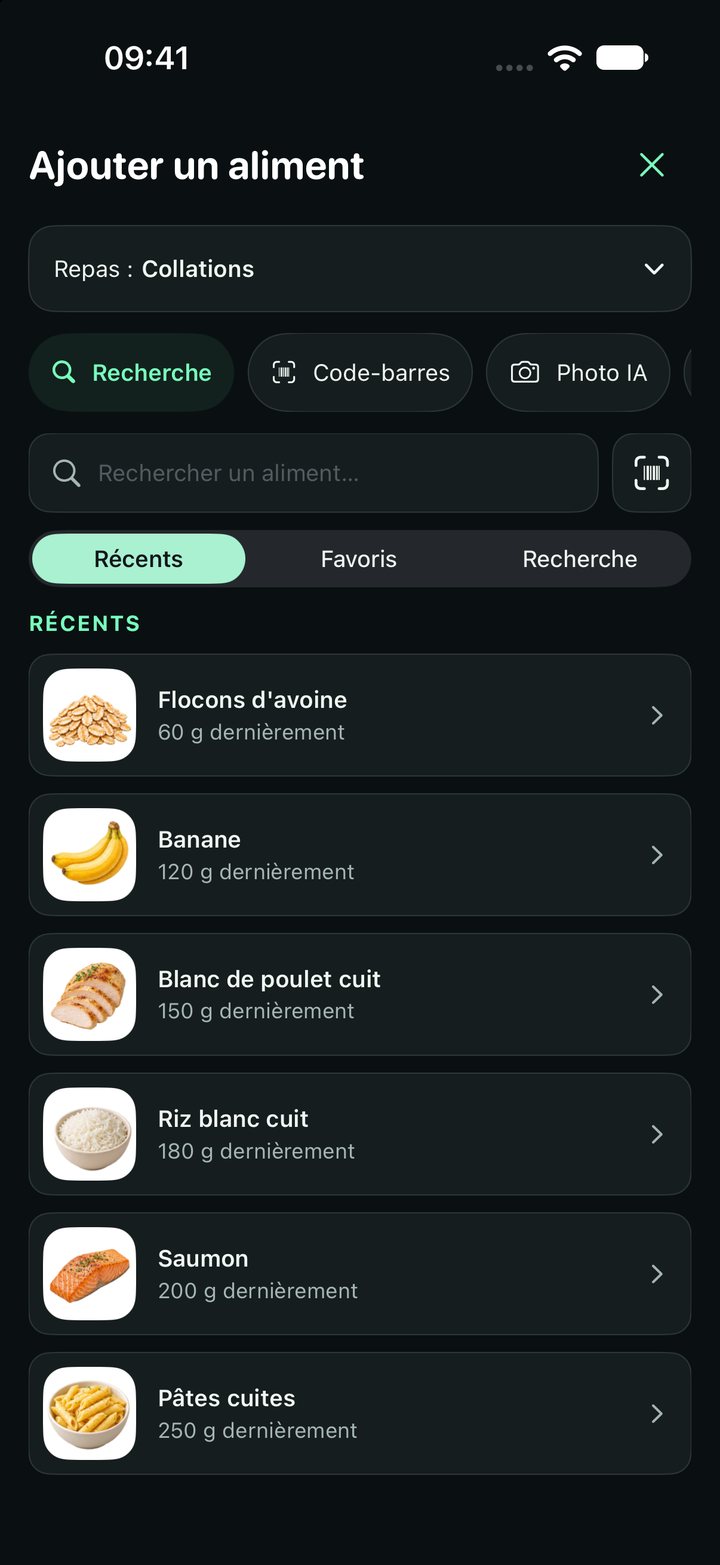 09:41
Ajouter un aliment
Repas : Collations
Recherche
Code-barres
Photo IA
Rechercher un aliment...
Récents
Favoris
Recherche
RÉCENTS
Flocons d'avoine
60 g dernièrement
Banane
120 g dernièrement
Blanc de poulet cuit
150 g dernièrement
Riz blanc cuit
180 g dernièrement
Saumon
200 g dernièrement
Pâtes cuites
250 g dernièrement